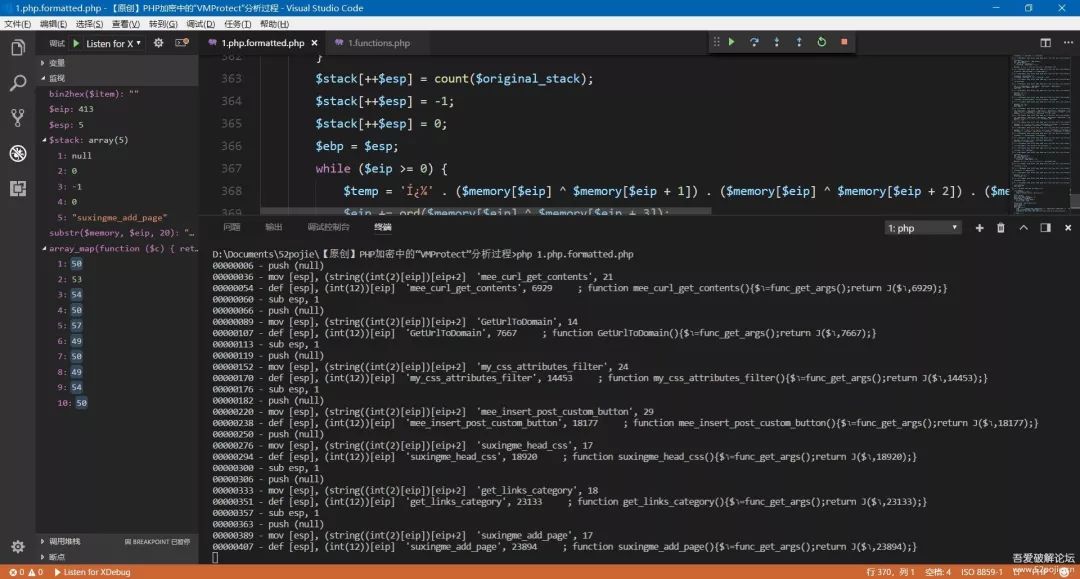 1.php.formatted.php - 【原创】PHP加密中的“VMProtect”分析过程 - Visual Studio Code
文件(F) 编辑(E) 选择(S) 查看(V) 转到(G) 调试(D) 任务(T) 帮助(H)
调试 Listen for X
1.php.formatted.php × 1.functions.php
变量
监视
bin2hex($item): ""
$eip: 413
$esp: 5
$stack: array(5)
1: null
2: 0
3: -1
4: 0
5: "suxingme_add_page"
substr($memory, $eip, 20): "…
array_map(function ($c) { ret…
1: 50
2: 53
3: 54
4: 50
5: 57
6: 49
7: 50
8: 49
9: 54
10: 50
调用堆栈 因 BREAKPOINT 已暂停
断点
362 }
363 $stack[++$esp] = count($original_stack);
364 $stack[++$esp] = -1;
365 $stack[++$esp] = 0;
366 $ebp = $esp;
367 while ($eip >= 0) {
368 $temp = 'Í¿¾' . ($memory[$eip] ^ $memory[$eip + 1]) . ($memory[$eip] ^ $memory[$eip + 2]) . ($me
369 $eip += ord($memory[$eip] ^ $memory[$eip + 3]);
问题 输出 调试控制台 终端 1: php
D:\Documents\52pojie\【原创】PHP加密中的“VMProtect”分析过程>php 1.php.formatted.php
00000006 - push (null)
00000036 - mov [esp], (string((int(2)[eip])[eip+2] 'mee_curl_get_contents', 21
00000054 - def [esp], (int(12))[eip] 'mee_curl_get_contents', 6929 ; function mee_curl_get_contents(){$ι=func_get_args();return J($ι,6929);}
00000060 - sub esp, 1
00000066 - push (null)
00000089 - mov [esp], (string((int(2)[eip])[eip+2] 'GetUrlToDomain', 14
00000107 - def [esp], (int(12))[eip] 'GetUrlToDomain', 7667 ; function GetUrlToDomain(){$ι=func_get_args();return J($ι,7667);}
00000113 - sub esp, 1
00000119 - push (null)
00000152 - mov [esp], (string((int(2)[eip])[eip+2] 'my_css_attributes_filter', 24
00000170 - def [esp], (int(12))[eip] 'my_css_attributes_filter', 14453 ; function my_css_attributes_filter(){$ι=func_get_args();return J($ι,14453);}
00000176 - sub esp, 1
00000182 - push (null)
00000220 - mov [esp], (string((int(2)[eip])[eip+2] 'mee_insert_post_custom_button', 29
00000238 - def [esp], (int(12))[eip] 'mee_insert_post_custom_button', 18177 ; function mee_insert_post_custom_button(){$ι=func_get_args();return J($ι,18177);}
00000250 - push (null)
00000276 - mov [esp], (string((int(2)[eip])[eip+2] 'suxingme_head_css', 17
00000294 - def [esp], (int(12))[eip] 'suxingme_head_css', 18920 ; function suxingme_head_css(){$ι=func_get_args();return J($ι,18920);}
00000300 - sub esp, 1
00000306 - push (null)
00000333 - mov [esp], (string((int(2)[eip])[eip+2] 'get_links_category', 18
00000351 - def [esp], (int(12))[eip] 'get_links_category', 23133 ; function get_links_category(){$ι=func_get_args();return J($ι,23133);}
00000357 - sub esp, 1
00000363 - push (null)
00000389 - mov [esp], (string((int(2)[eip])[eip+2] 'suxingme_add_page', 17
00000407 - def [esp], (int(12))[eip] 'suxingme_add_page', 23894 ; function suxingme_add_page(){$ι=func_get_args();return J($ι,23894);}
0 0 Listen for XDebug
行 370，列 1 空格: 4 ISO 8859-1
吾爱破解论坛
www.52pojie.cn